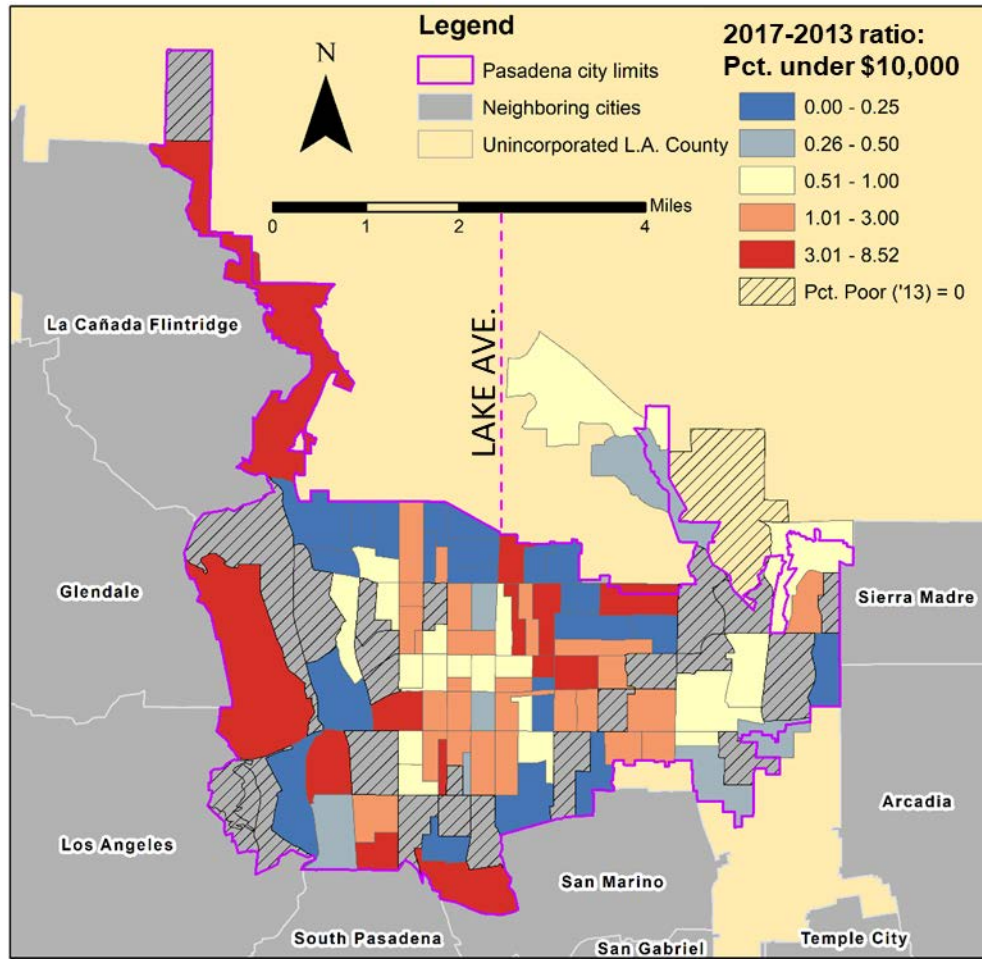 Legend
N
Pasadena city limits
Neighboring cities
Unincorporated L.A. County
2017-2013 ratio:
Pct. under $10,000
0.00 - 0.25
0.26 - 0.50
0.51 - 1.00
1.01 - 3.00
3.01 - 8.52
Pct. Poor ('13) = 0
Miles
0 1 2 4
LAKE AVE.
La Cañada Flintridge
Glendale
Sierra Madre
Arcadia
Los Angeles
San Marino
South Pasadena
San Gabriel
Temple City